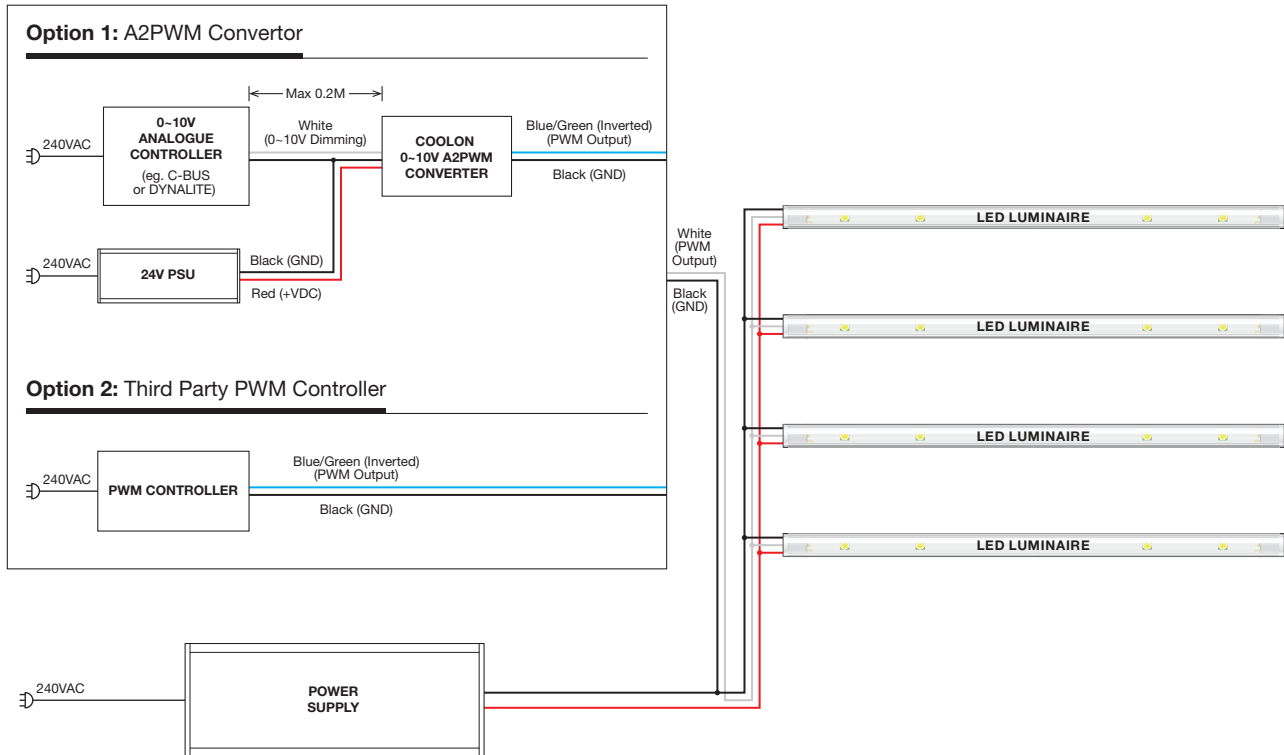 Option 1: A2PWM Convertor
Max 0.2M
240VAC
0~10V
ANALOGUE
CONTROLLER
(eg. C-BUS
or DYNALITE)
White
(0~10V Dimming)
COOLON
0~10V A2PWM
CONVERTER
Blue/Green (Inverted)
(PWM Output)
Black (GND)
240VAC
24V PSU
Black (GND)
Red (+VDC)
Option 2: Third Party PWM Controller
240VAC
PWM CONTROLLER
Blue/Green (Inverted)
(PWM Output)
Black (GND)
White
(PWM
Output)
Black
(GND)
LED LUMINAIRE
LED LUMINAIRE
LED LUMINAIRE
LED LUMINAIRE
240VAC
POWER
SUPPLY